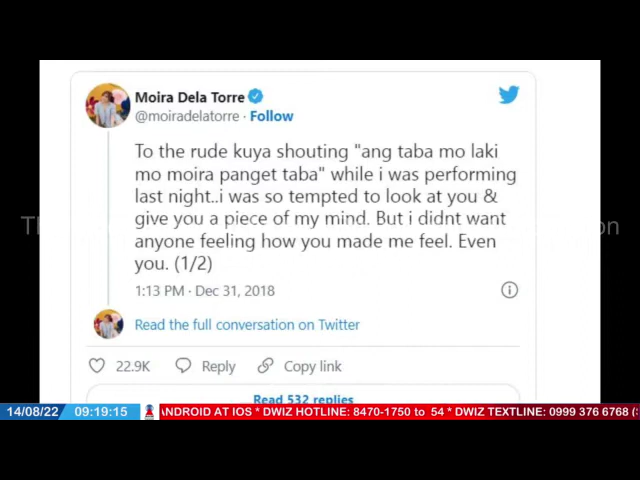 Moira Dela Torre
@moiradelatorre · Follow
To the rude kuya shouting "ang taba mo laki
mo moira panget taba" while i was performing
last night..i was so tempted to look at you &
give you a piece of my mind. But i didnt want
anyone feeling how you made me feel. Even
you. (1/2)
1:13 PM · Dec 31, 2018
Read the full conversation on Twitter
22.9K Reply Copy link
Read 532 replies
14/08/22 09:19:15 ANDROID AT IOS * DWIZ HOTLINE: 8470-1750 to 54 * DWIZ TEXTLINE: 0999 376 6768